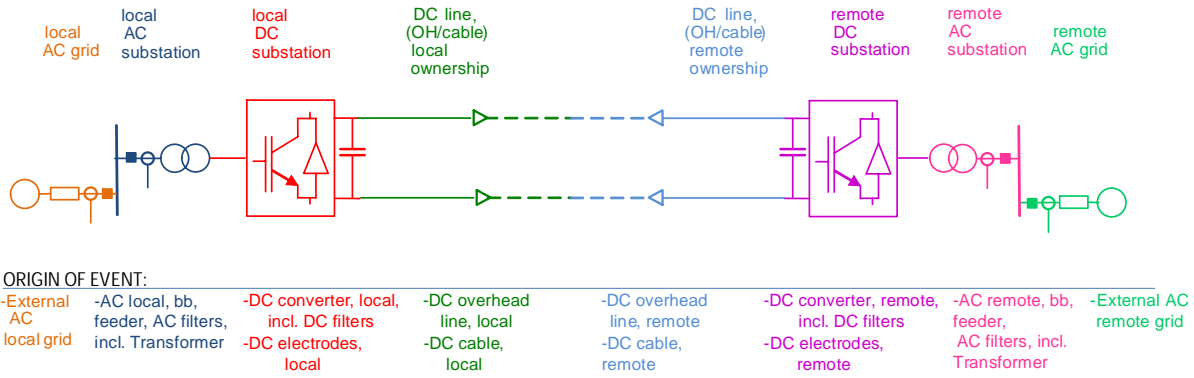 local
AC grid
local
AC
substation
local
DC
substation
DC line,
(OH/cable)
local
ownership
DC line,
(OH/cable)
remote
ownership
remote
DC
substation
remote
AC
substation
remote
AC grid
ORIGIN OF EVENT:
-External
AC
local grid
-AC local, bb,
feeder, AC filters,
incl. Transformer
-DC converter, local,
incl. DC filters
-DC electrodes,
local
-DC overhead
line, local
-DC cable,
local
-DC overhead
line, remote
-DC cable,
remote
-DC converter, remote,
incl. DC filters
-DC electrodes,
remote
-AC remote, bb,
feeder,
AC filters, incl.
Transformer
-External AC
remote grid